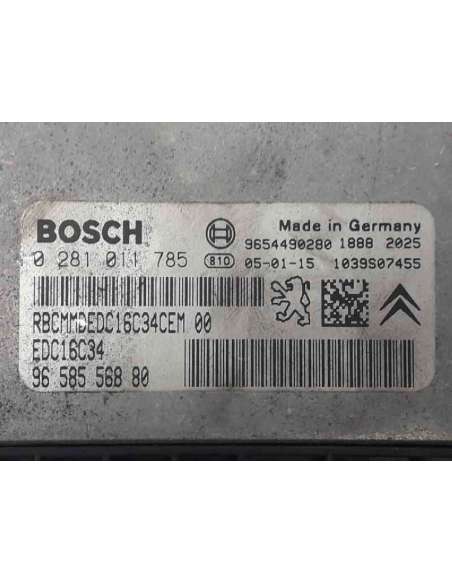 BOSCH
Made in Germany
9654490280 1888 2025
0 281 011 785 810 05-01-15 1039S07455
RBCMMDEDC16C34CEM 00
EDC16C34
96 585 568 80